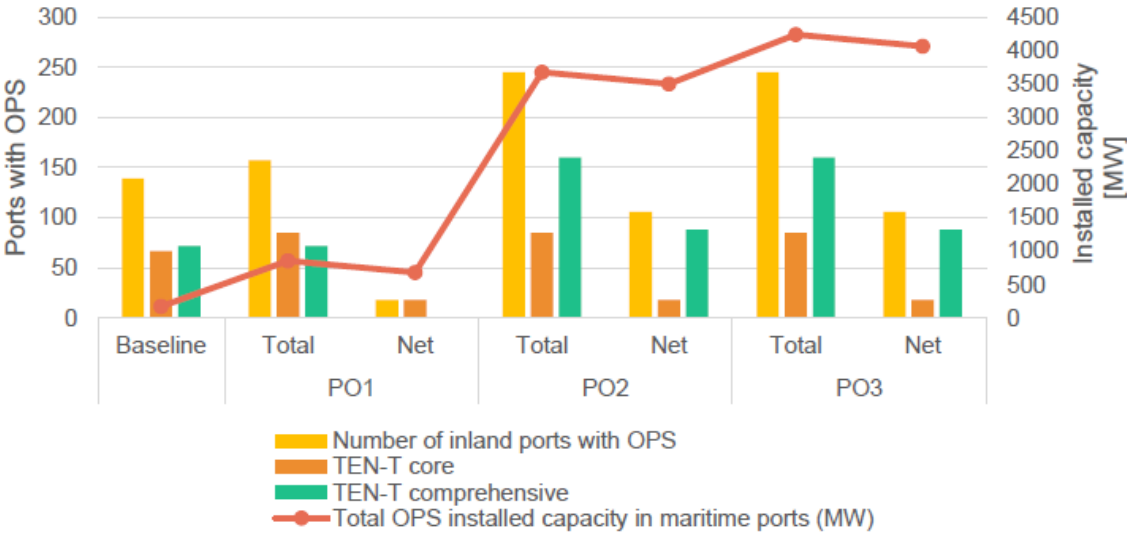 Ports with OPS
300
250
200
150
100
50
0
4500
4000
3500
3000
2500
2000
1500
1000
500
0
Installed capacity
[MW]
Baseline Total Net Total Net Total Net
PO1 PO2 PO3
Number of inland ports with OPS
TEN-T core
TEN-T comprehensive
Total OPS installed capacity in maritime ports (MW)